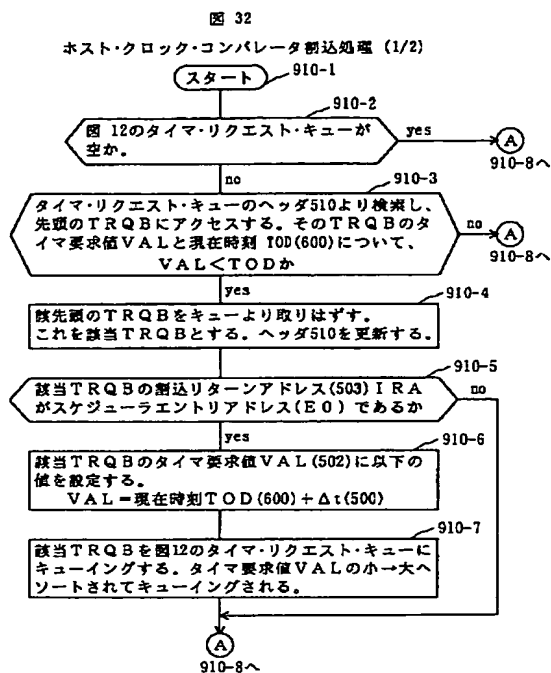 図 32
ホスト・クロック・コンパレータ割込処理 (1/2)
スタート
910-1
910-2
図 12のタイマ・リクエスト・キューが
空か。
yes
A
910-8へ
no
910-3
タイマ・リクエスト・キューのヘッダ510より検索し、
先頭のTRQBにアクセスする。そのTRQBのタ
イマ要求値VALと現在時刻 TOD(600)について、
VAL<TODか
no
A
910-8へ
yes
910-4
該先頭のTRQBをキューより取りはずす。
これを該当TRQBとする。ヘッダ510を更新する。
910-5
該当TRQBの割込リターンアドレス(503)IRA
がスケジューラエントリアドレス(E0)であるか
no
yes
910-6
該当TRQBのタイマ要求値VAL(502)に以下の
値を設定する。
VAL=現在時刻TOD(600)+Δt(500)
910-7
該当TRQBを図12のタイマ・リクエスト・キューに
キューイングする。タイマ要求値VALの小→大へ
ソートされてキューイングされる。
A
910-8へ